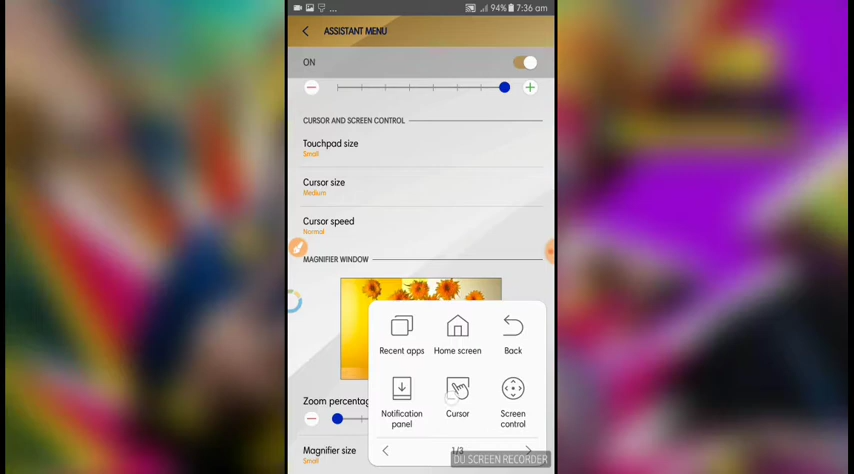 ... 94% 7:36 am
ASSISTANT MENU
ON
CURSOR AND SCREEN CONTROL
Touchpad size
Small
Cursor size
Medium
Cursor speed
Normal
MAGNIFIER WINDOW
Recent apps Home screen Back
Notification panel Cursor Screen control
Zoom percenta
1/3
Magnifier size
Small
DU SCREEN RECORDER